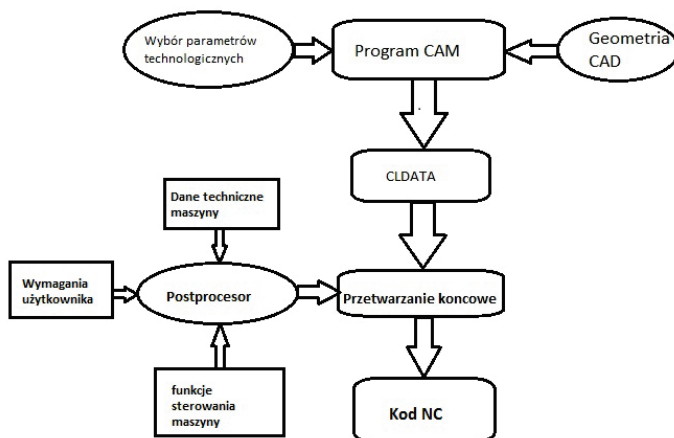 Wybór parametrów
technologicznych
Program CAM
Geometria
CAD
CLDATA
Dane techniczne
maszyny
Wymagania
użytkownika
Postprocesor
Przetwarzanie koncowe
funkcje
sterowania
maszyny
Kod NC